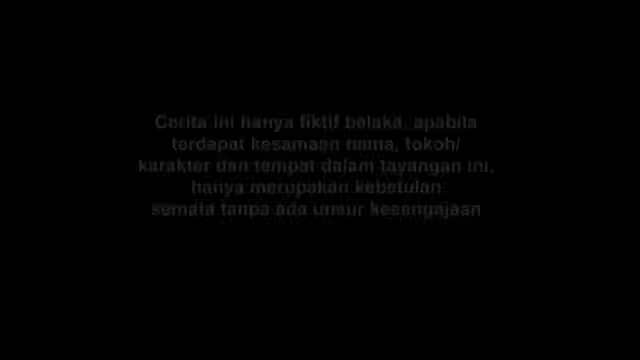 Cerita ini hanya fiktif belaka, apabila
terdapat kesamaan nama, tokoh/
karakter dan tempat dalam tayangan ini,
hanya merupakan kebetulan
semata tanpa ada unsur kesengajaan